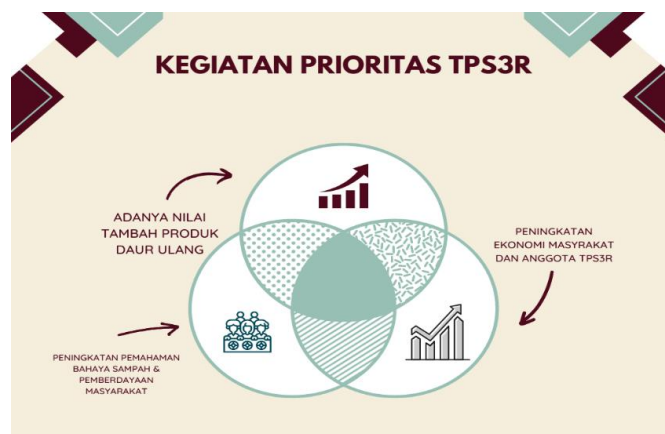 KEGIATAN PRIORITAS TPS3R
ADANYA NILAI
TAMBAH PRODUK
DAUR ULANG
PENINGKATAN
EKONOMI MASYRAKAT
DAN ANGGOTA TPS3R
PENINGKATAN PEMAHAMAN
BAHAYA SAMPAH &
PEMBERDAYAAN
MASYARAKAT